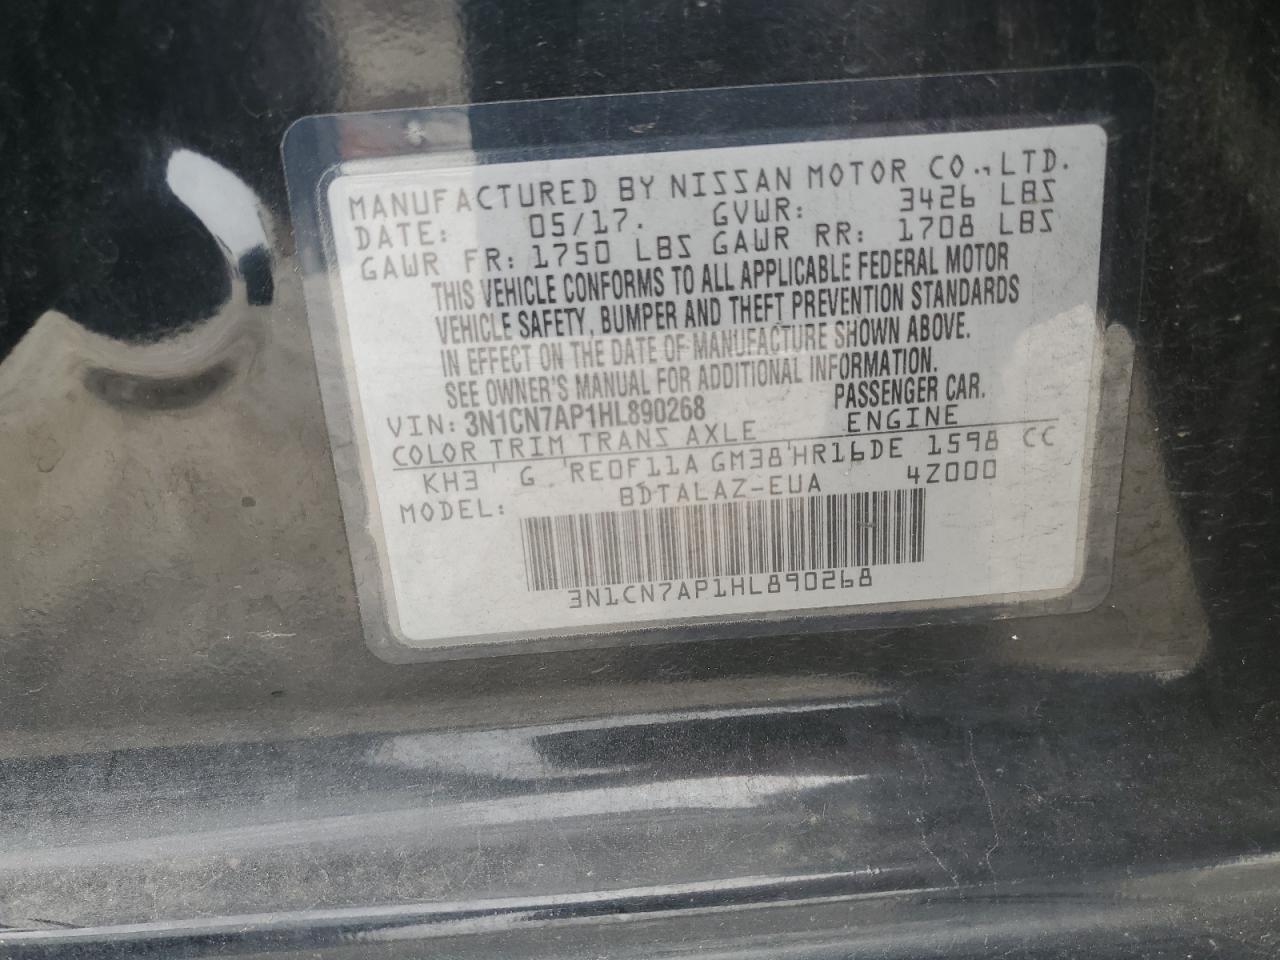 MANUFACTURED BY NISSAN MOTOR CO.,LTD.
DATE: 05/17. GVWR: 3426 LBS
GAWR FR: 1750 LBS GAWR RR: 1708 LBS
THIS VEHICLE CONFORMS TO ALL APPLICABLE FEDERAL MOTOR
VEHICLE SAFETY, BUMPER AND THEFT PREVENTION STANDARDS
IN EFFECT ON THE DATE OF MANUFACTURE SHOWN ABOVE.
SEE OWNER'S MANUAL FOR ADDITIONAL INFORMATION.
VIN: 3N1CN7AP1HL890268 PASSENGER CAR.
COLOR TRIM TRANS AXLE ENGINE
KH3 G RE0F11A GM38 HR16DE 1598 CC
MODEL: BDTALAZ-EUA 4Z000
3N1CN7AP1HL890268